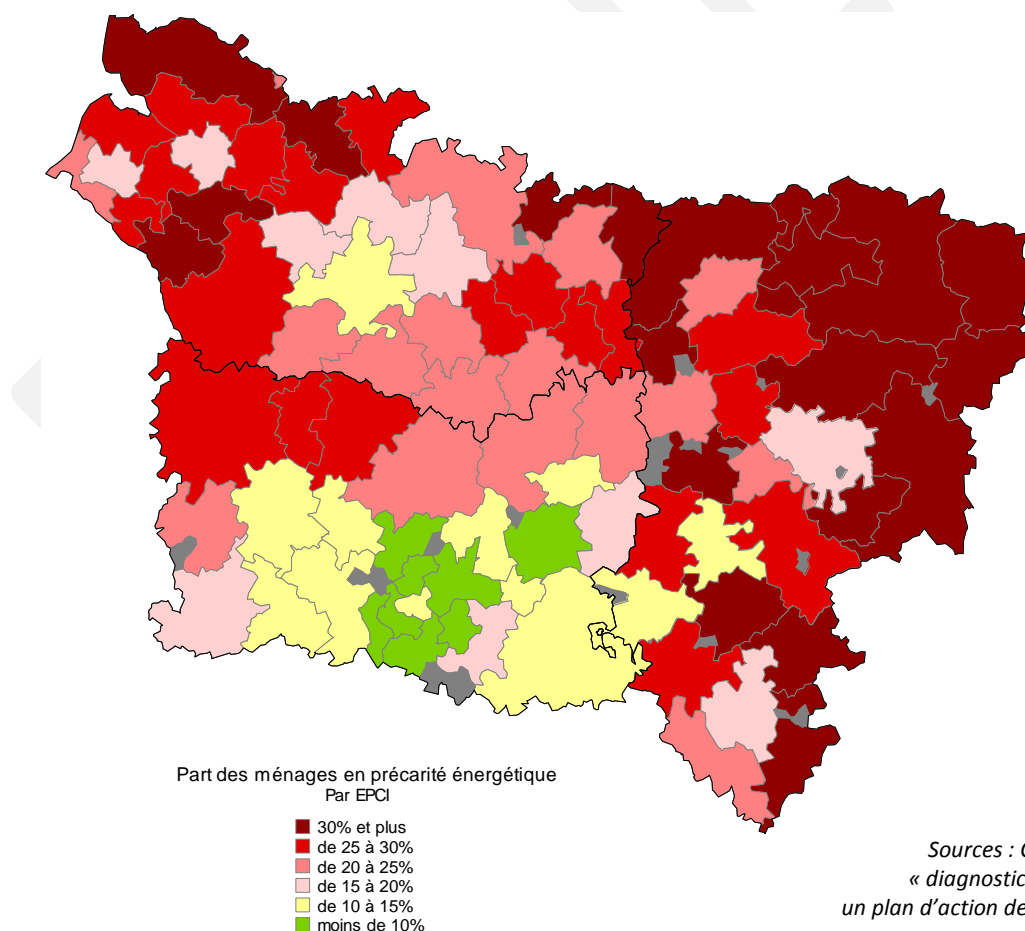 Part des ménages en précarité énergétique
Par EPCI
30% et plus
de 25 à 30%
de 20 à 25%
de 15 à 20%
de 10 à 15%
moins de 10%
Sources :
« diagnostic
un plan d'action de